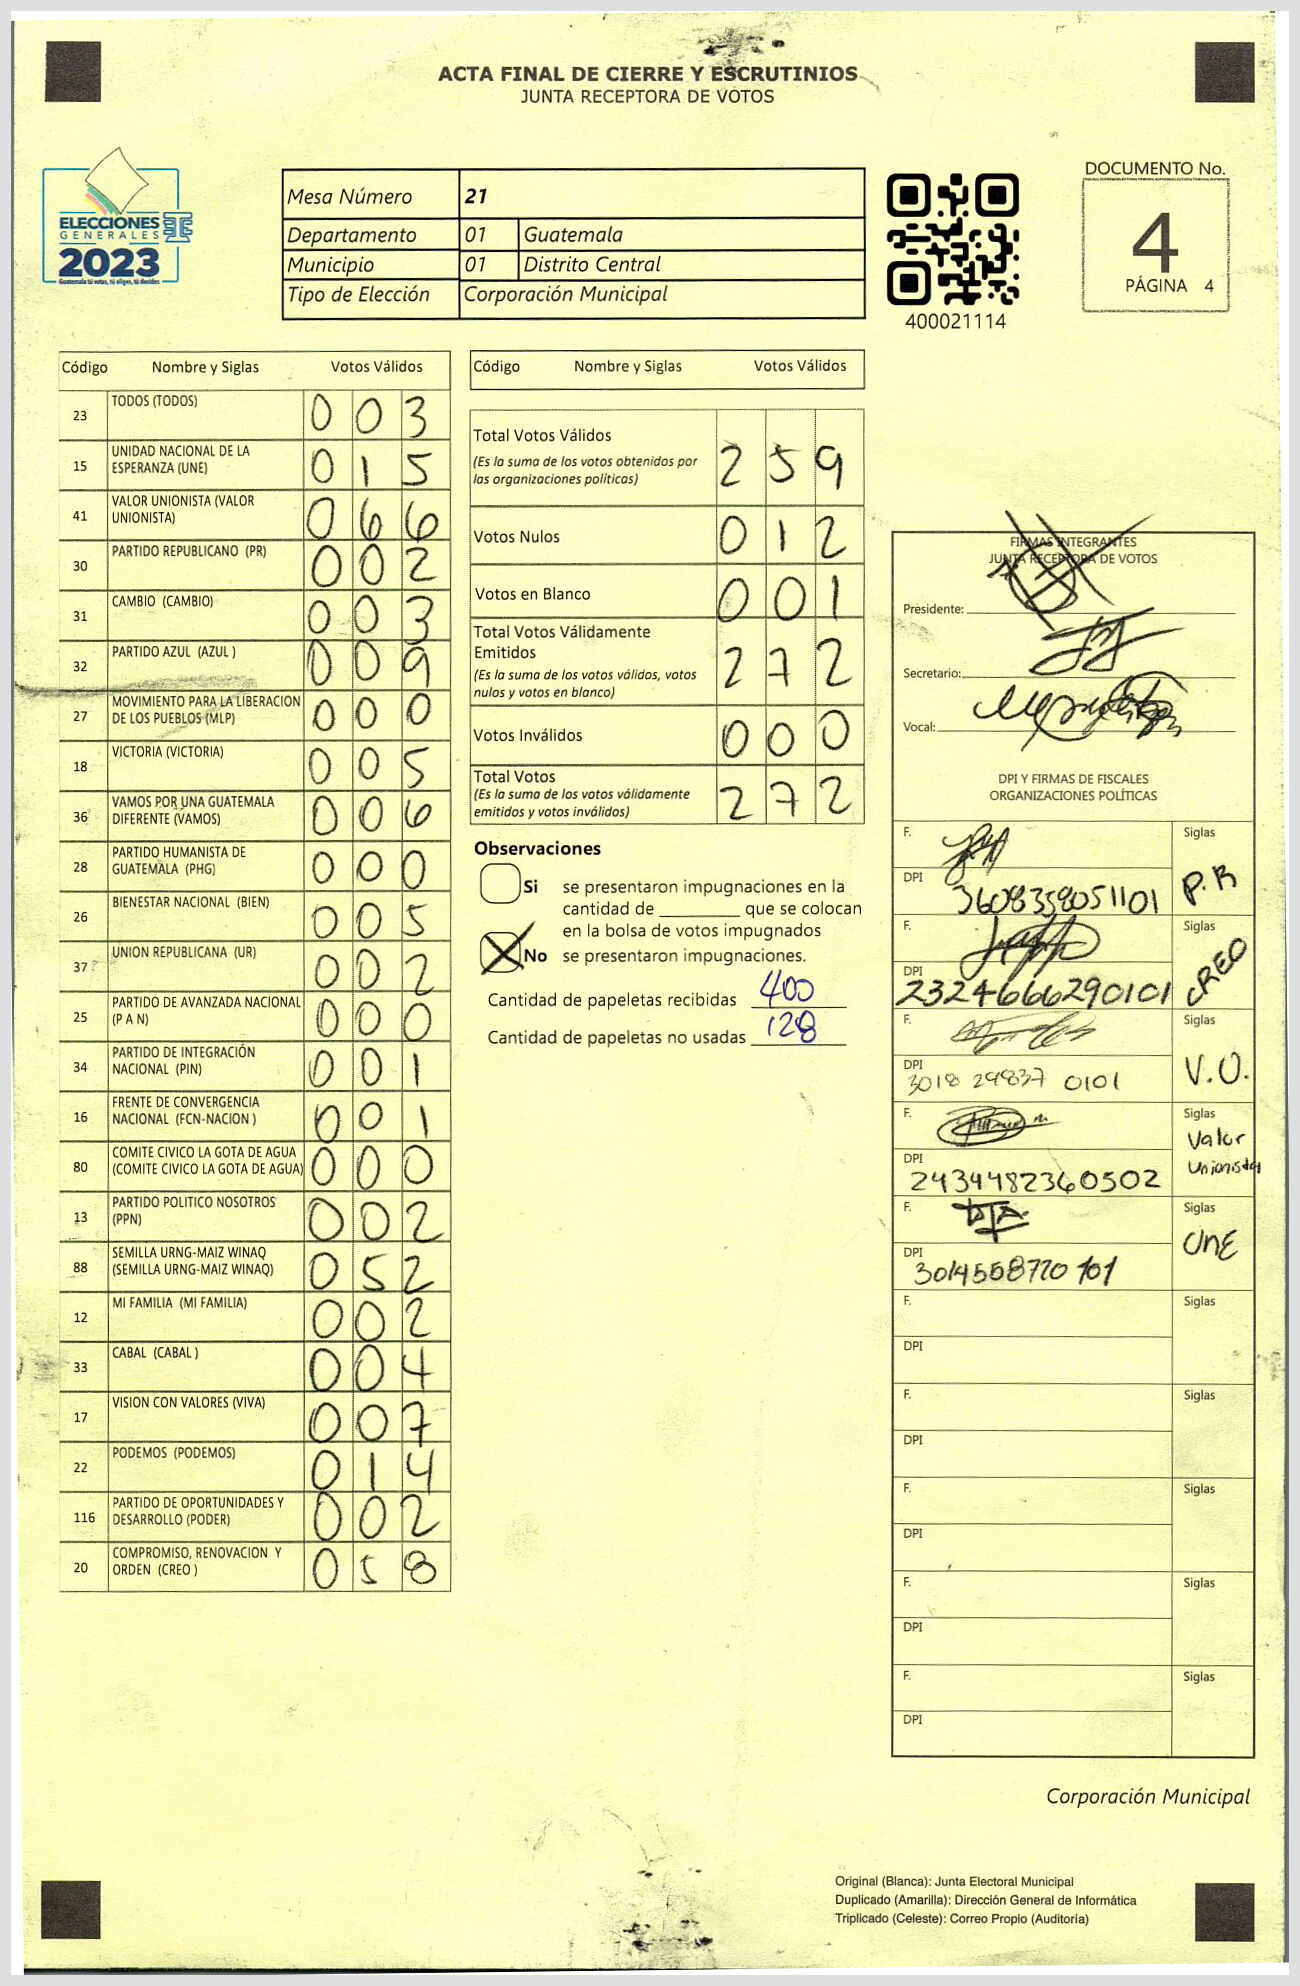 ACTA FINAL DE CIERRE Y ESCRUTINIOS
JUNTA RECEPTORA DE VOTOS
ELECCIONES
GENERALES
2023
Guatemala tú votas, tú eliges, tú decides
TSE
Mesa Número 21
Departamento 01 Guatemala
Municipio 01 Distrito Central
Tipo de Elección Corporación Municipal
400021114
DOCUMENTO No.
4
PÁGINA 4
Código Nombre y Siglas Votos Válidos
23 TODOS (TODOS) 0 0 3
15 UNIDAD NACIONAL DE LA
ESPERANZA (UNE) 0 1 5
41 VALOR UNIONISTA (VALOR
UNIONISTA) 0 6 6
30 PARTIDO REPUBLICANO (PR) 0 0 2
31 CAMBIO (CAMBIO) 0 0 3
32 PARTIDO AZUL (AZUL ) 0 0 9
27 MOVIMIENTO PARA LA LIBERACION
DE LOS PUEBLOS (MLP) 0 0 0
18 VICTORIA (VICTORIA) 0 0 5
36 VAMOS POR UNA GUATEMALA
DIFERENTE (VAMOS) 0 0 6
28 PARTIDO HUMANISTA DE
GUATEMALA (PHG) 0 0 0
26 BIENESTAR NACIONAL (BIEN) 0 0 5
37 UNION REPUBLICANA (UR) 0 0 2
25 PARTIDO DE AVANZADA NACIONAL
(P A N) 0 0 0
34 PARTIDO DE INTEGRACIÓN
NACIONAL (PIN) 0 0 1
16 FRENTE DE CONVERGENCIA
NACIONAL (FCN-NACION ) 0 0 1
80 COMITE CIVICO LA GOTA DE AGUA
(COMITE CIVICO LA GOTA DE AGUA) 0 0 0
13 PARTIDO POLITICO NOSOTROS
(PPN) 0 0 2
88 SEMILLA URNG-MAIZ WINAQ
(SEMILLA URNG-MAIZ WINAQ) 0 5 2
12 MI FAMILIA (MI FAMILIA) 0 0 2
33 CABAL (CABAL ) 0 0 4
17 VISION CON VALORES (VIVA) 0 0 7
22 PODEMOS (PODEMOS) 0 1 4
116 PARTIDO DE OPORTUNIDADES Y
DESARROLLO (PODER) 0 0 2
20 COMPROMISO, RENOVACION Y
ORDEN (CREO ) 0 5 8
Código Nombre y Siglas Votos Válidos
Total Votos Válidos
(Es la suma de los votos obtenidos por
las organizaciones políticas) 2 5 9
Votos Nulos 0 1 2
Votos en Blanco 0 0 1
Total Votos Válidamente
Emitidos
(Es la suma de los votos válidos, votos
nulos y votos en blanco) 2 7 2
Votos Inválidos 0 0 0
Total Votos
(Es la suma de los votos válidamente
emitidos y votos inválidos) 2 7 2
Observaciones
Si se presentaron impugnaciones en la
cantidad de ________ que se colocan
en la bolsa de votos impugnados
No se presentaron impugnaciones.
Cantidad de papeletas recibidas 400
Cantidad de papeletas no usadas 128
FIRMAS INTEGRANTES
JUNTA RECEPTORA DE VOTOS
Presidente:
Secretario:
Vocal:
DPI Y FIRMAS DE FISCALES
ORGANIZACIONES POLÍTICAS
F. Siglas
DPI 3608358051101 P.R
F. Siglas
DPI 2324666290101 CREO
F. Siglas
DPI 3018 29837 0101 V.O.
F. Siglas
Valor
Unionista
DPI 2434482360502
F. Siglas
UNE
DPI 3014558770101
F. Siglas
DPI
F. Siglas
DPI
F. Siglas
DPI
F. Siglas
DPI
F. Siglas
DPI
Corporación Municipal
Original (Blanca): Junta Electoral Municipal
Duplicado (Amarilla): Dirección General de Informática
Triplicado (Celeste): Correo Propio (Auditoría)